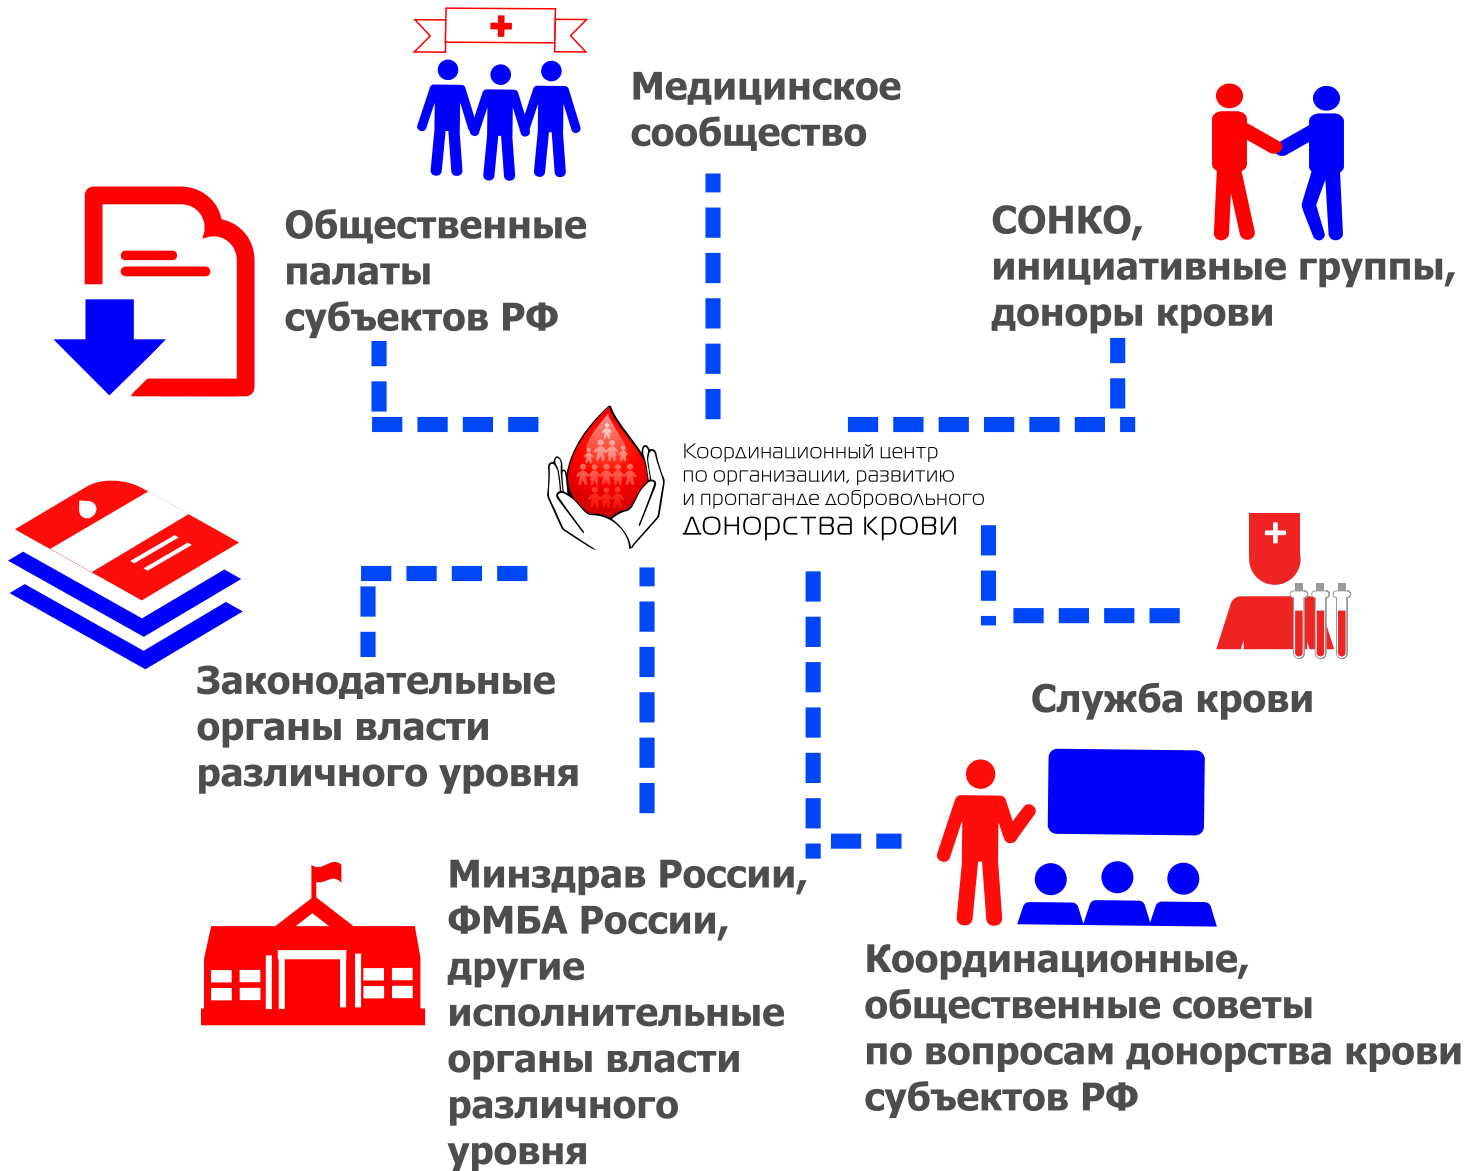 Медицинское
сообщество
Общественные
палаты
субъектов РФ
СОНКО,
инициативные группы,
доноры крови
Координационный центр
по организации, развитию
и пропаганде добровольного
донорства крови
Законодательные
органы власти
различного уровня
Служба крови
Минздрав России,
ФМБА России,
другие
исполнительные
органы власти
различного
уровня
Координационные,
общественные советы
по вопросам донорства крови
субъектов РФ